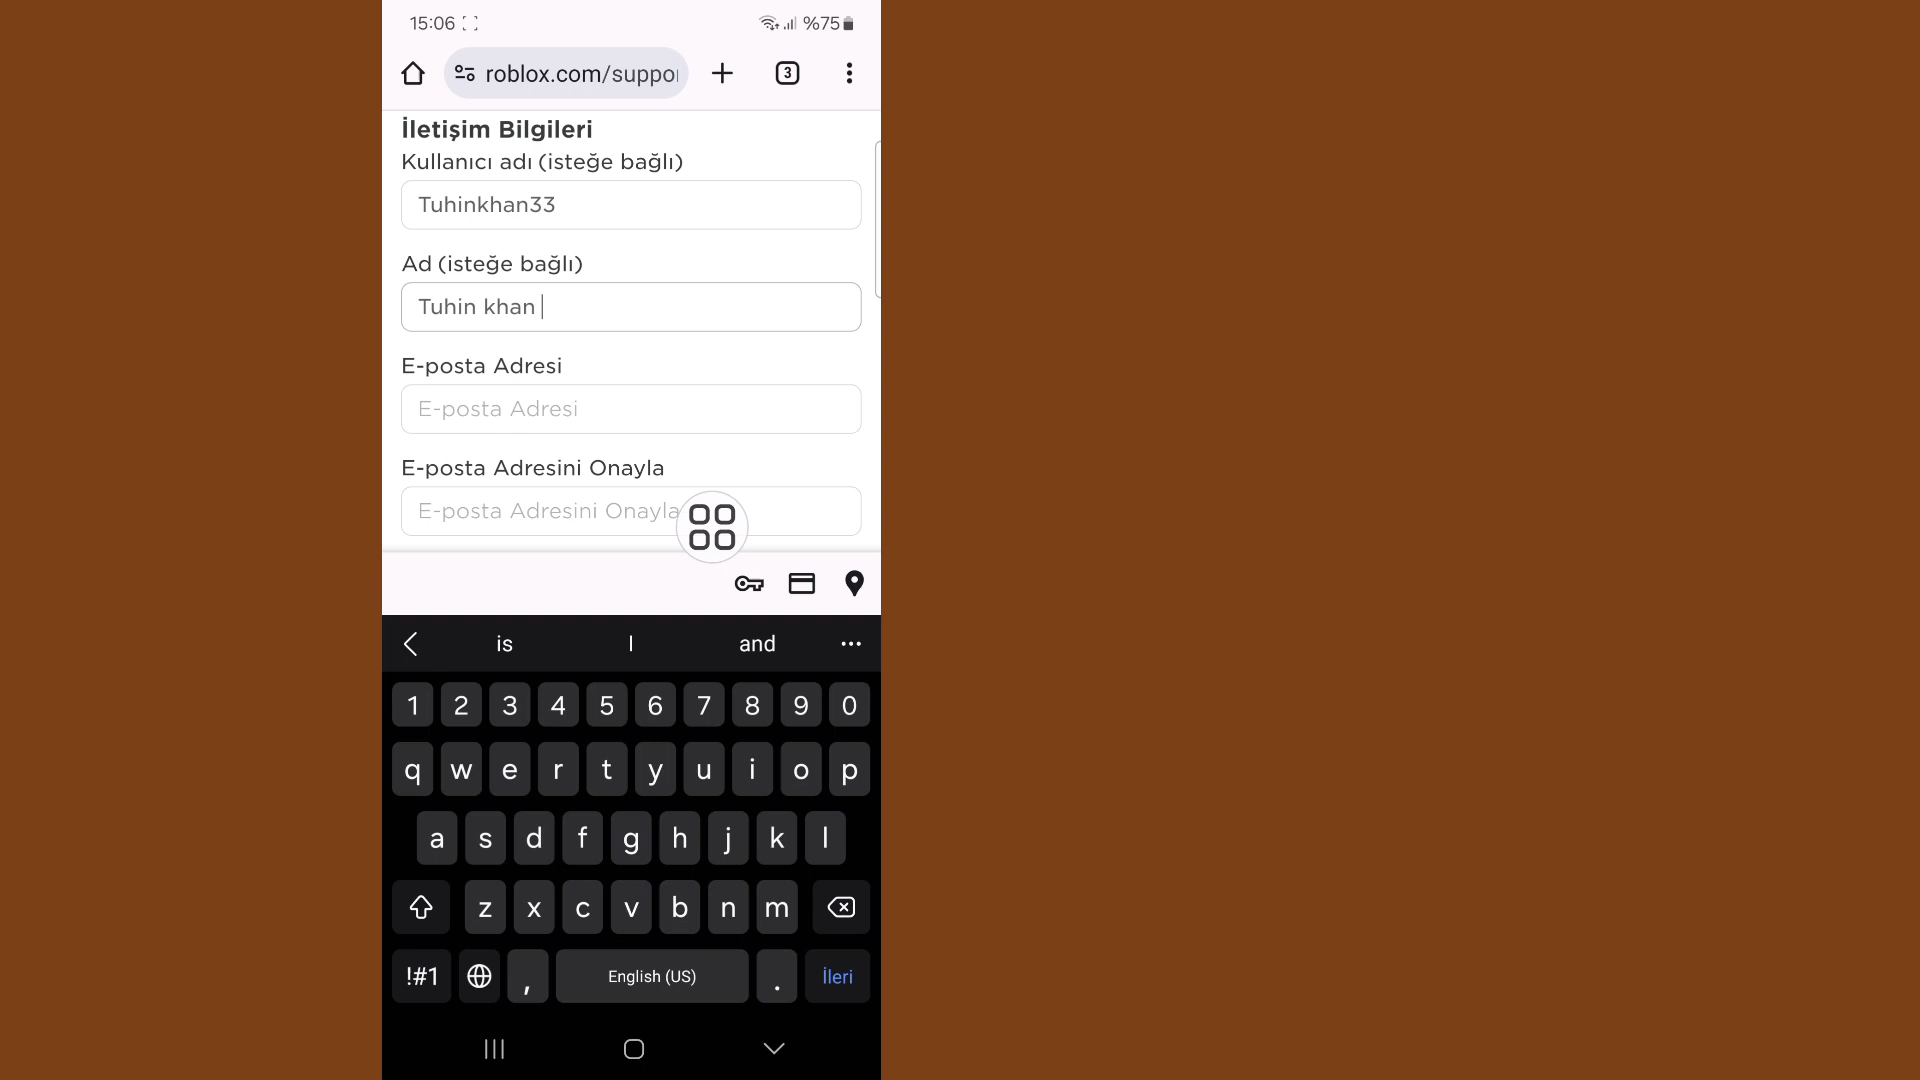 15:06
%75
roblox.com/suppo
3
İletişim Bilgileri
Kullanıcı adı (isteğe bağlı)
Tuhinkhan33
Ad (isteğe bağlı)
Tuhin khan
E-posta Adresi
E-posta Adresi
E-posta Adresini Onayla
E-posta Adresini Onayla
is I and
1 2 3 4 5 6 7 8 9 0
q w e r t y u i o p
a s d f g h j k l
z x c v b n m
!#1 , English (US) . İleri